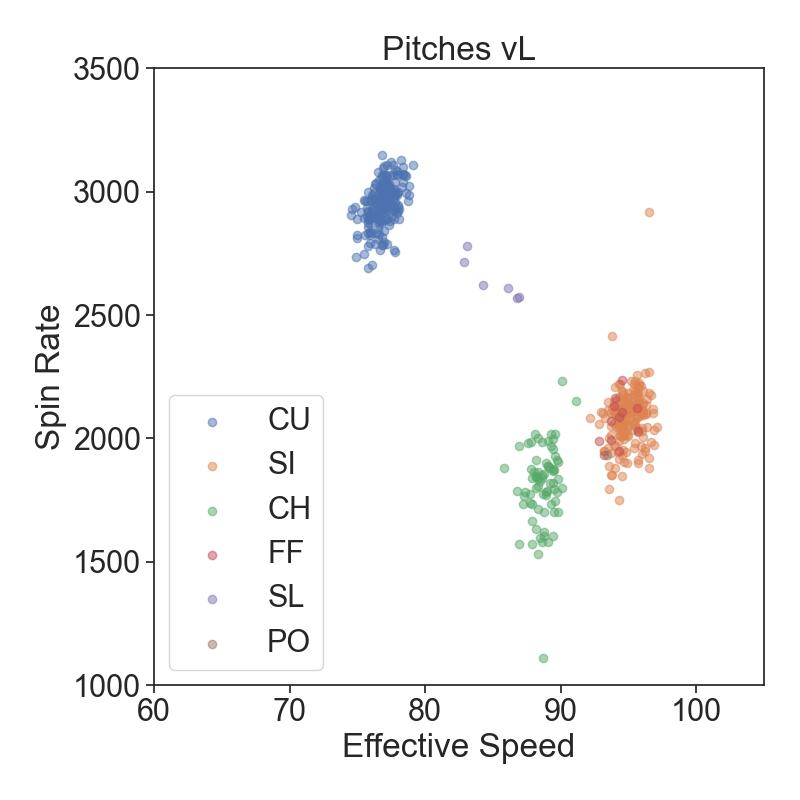 Pitches vL
3500
3000
2500
2000
1500
1000
Spin Rate
CU
SI
CH
FF
SL
PO
60 70 80 90 100
Effective Speed